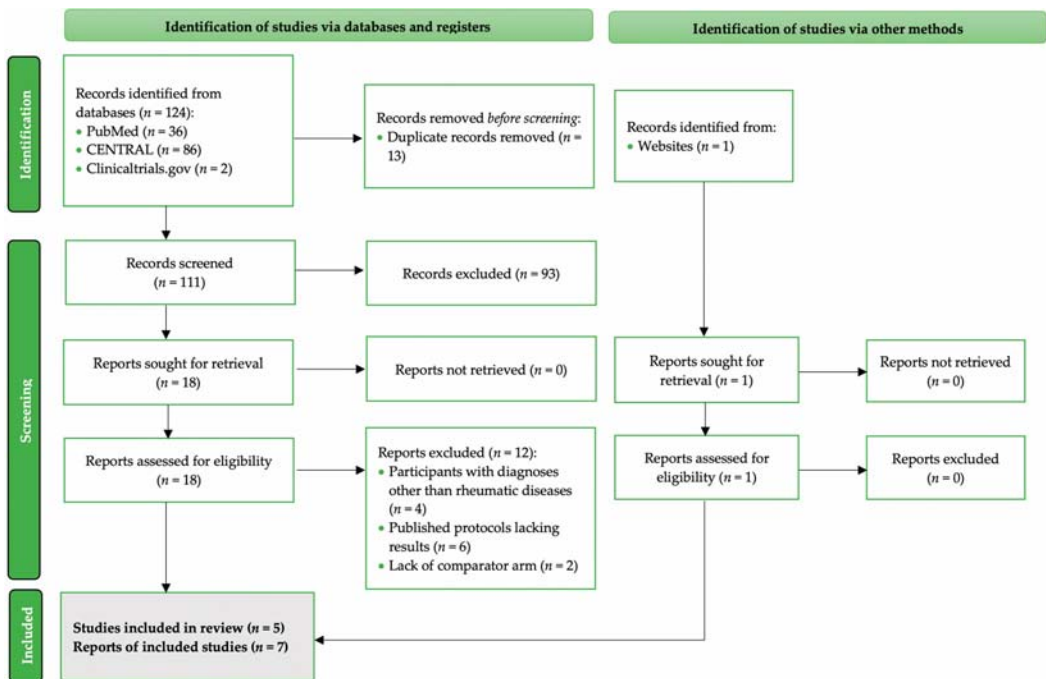 Identification of studies via databases and registers
Identification of studies via other methods
Identification
Records identified from
databases (n = 124):
• PubMed (n = 36)
• CENTRAL (n = 86)
• Clinicaltrials.gov (n = 2)
Records removed before screening:
• Duplicate records removed (n =
13)
Records identified from:
• Websites (n = 1)
Screening
Records screened
(n = 111)
Records excluded (n = 93)
Reports sought for retrieval
(n = 18)
Reports not retrieved (n = 0)
Reports sought for
retrieval (n = 1)
Reports not retrieved
(n = 0)
Reports assessed for eligibility
(n = 18)
Reports excluded (n = 12):
• Participants with diagnoses
other than rheumatic diseases
(n = 4)
• Published protocols lacking
results (n = 6)
• Lack of comparator arm (n = 2)
Reports assessed for
eligibility (n = 1)
Reports excluded
(n = 0)
Included
Studies included in review (n = 5)
Reports of included studies (n = 7)